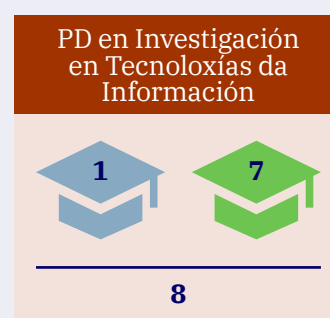 PD en Investigación
en Tecnoloxías da
Información
1 7
8